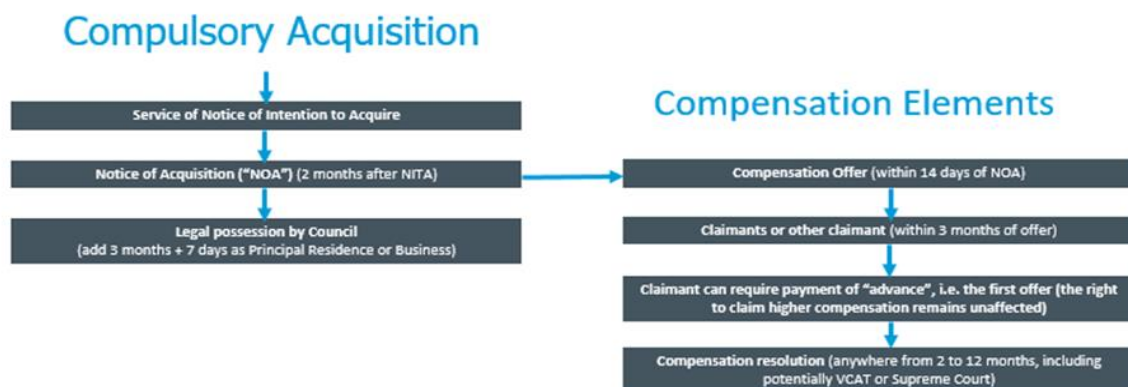 Compulsory Acquisition
Service of Notice of Intention to Acquire
Notice of Acquisition ("NOA") (2 months after NITA)
Legal possession by Council
(add 3 months + 7 days as Principal Residence or Business)
Compensation Elements
Compensation Offer (within 14 days of NOA)
Claimants or other claimant (within 3 months of offer)
Claimant can require payment of "advance", i.e. the first offer (the right
to claim higher compensation remains unaffected)
Compensation resolution (anywhere from 2 to 12 months, including
potentially VCAT or Supreme Court)